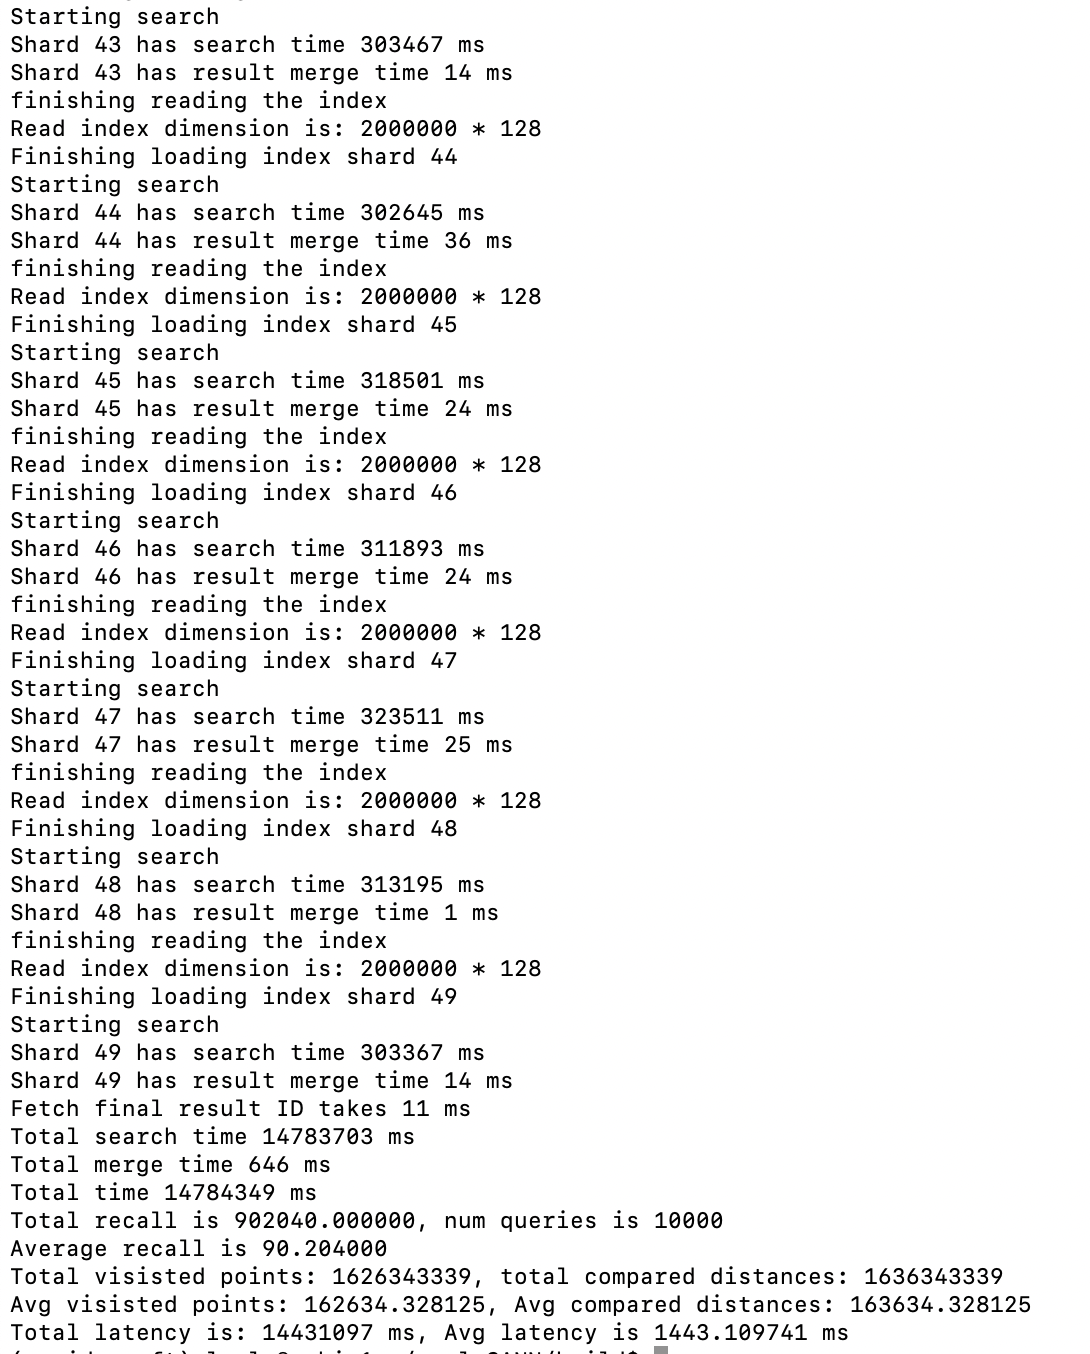 Starting search
Shard 43 has search time 303467 ms
Shard 43 has result merge time 14 ms
finishing reading the index
Read index dimension is: 2000000 * 128
Finishing loading index shard 44
Starting search
Shard 44 has search time 302645 ms
Shard 44 has result merge time 36 ms
finishing reading the index
Read index dimension is: 2000000 * 128
Finishing loading index shard 45
Starting search
Shard 45 has search time 318501 ms
Shard 45 has result merge time 24 ms
finishing reading the index
Read index dimension is: 2000000 * 128
Finishing loading index shard 46
Starting search
Shard 46 has search time 311893 ms
Shard 46 has result merge time 24 ms
finishing reading the index
Read index dimension is: 2000000 * 128
Finishing loading index shard 47
Starting search
Shard 47 has search time 323511 ms
Shard 47 has result merge time 25 ms
finishing reading the index
Read index dimension is: 2000000 * 128
Finishing loading index shard 48
Starting search
Shard 48 has search time 313195 ms
Shard 48 has result merge time 1 ms
finishing reading the index
Read index dimension is: 2000000 * 128
Finishing loading index shard 49
Starting search
Shard 49 has search time 303367 ms
Shard 49 has result merge time 14 ms
Fetch final result ID takes 11 ms
Total search time 14783703 ms
Total merge time 646 ms
Total time 14784349 ms
Total recall is 902040.000000, num queries is 10000
Average recall is 90.204000
Total visisted points: 1626343339, total compared distances: 1636343339
Avg visisted points: 162634.328125, Avg compared distances: 163634.328125
Total latency is: 14431097 ms, Avg latency is 1443.109741 ms